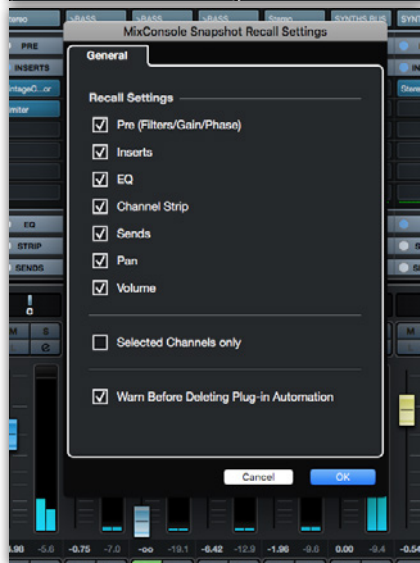 >BASS >BASS >BASS Stereo SYNTHS BUS
MixConsole Snapshot Recall Settings
General
PRE
INSERTS
Recall Settings
Pre (Filters/Gain/Phase)
Inserts
EQ
Channel Strip
Sends
Pan
Volume
EQ
STRIP
SENDS
M S
M
e
Selected Channels only
Warn Before Deleting Plug-in Automation
Cancel OK
-5.6 -0.75 -7.0 -oo -19.1 -6.42 -12.9 -1.96 -9.6 0.00 -9.4